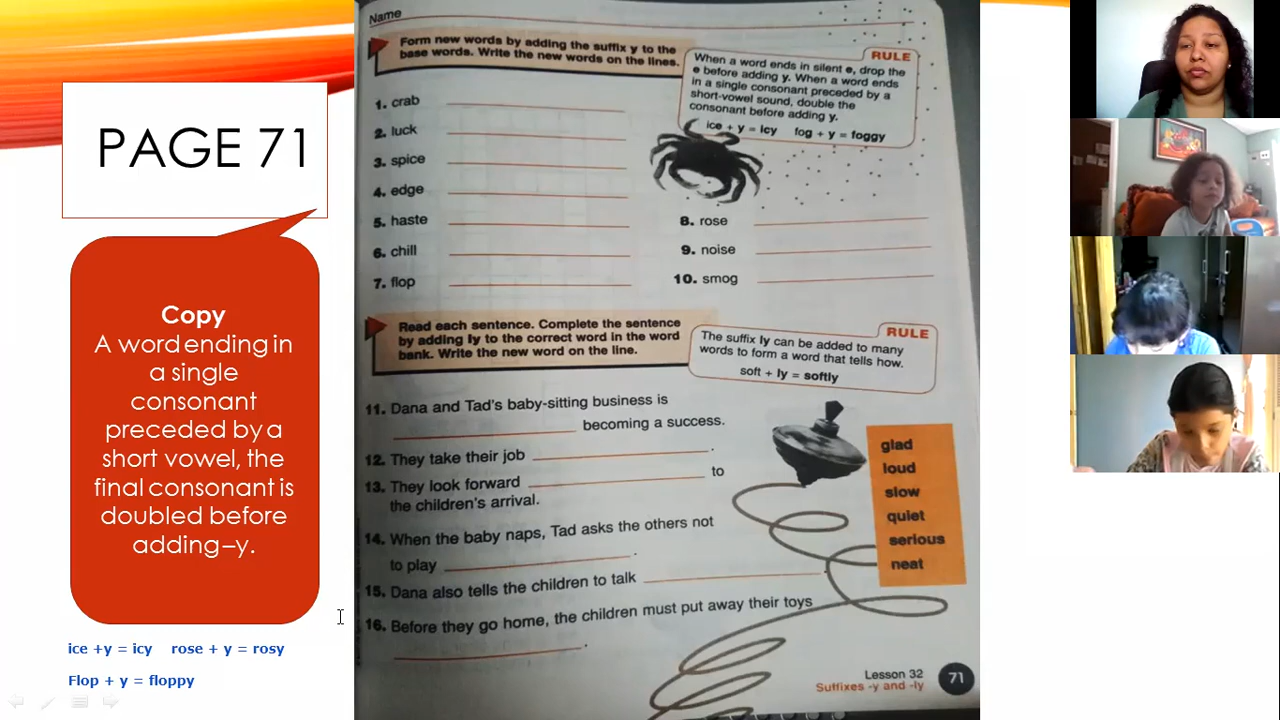 PAGE 71
Copy
A word ending in
a single
consonant
preceded by a
short vowel, the
final consonant is
doubled before
adding –y.
ice +y = icy rose + y = rosy
Flop + y = floppy
Name
Form new words by adding the suffix y to the
base words. Write the new words on the lines.
RULE
When a word ends in silent e, drop the
e before adding y. When a word ends
in a single consonant preceded by a
short-vowel sound, double the
consonant before adding y.
ice + y = icy fog + y = foggy
1. crab
2. luck
3. spice
4. edge
5. haste
6. chill
7. flop
8. rose
9. noise
10. smog
Read each sentence. Complete the sentence
by adding ly to the correct word in the word
bank. Write the new word on the line.
RULE
The suffix ly can be added to many
words to form a word that tells how.
soft + ly = softly
11. Dana and Tad's baby-sitting business is
becoming a success.
12. They take their job .
13. They look forward to
the children's arrival.
14. When the baby naps, Tad asks the others not
to play .
15. Dana also tells the children to talk .
16. Before they go home, the children must put away their toys
.
glad
loud
slow
quiet
serious
neat
Lesson 32
Suffixes -y and -ly
71